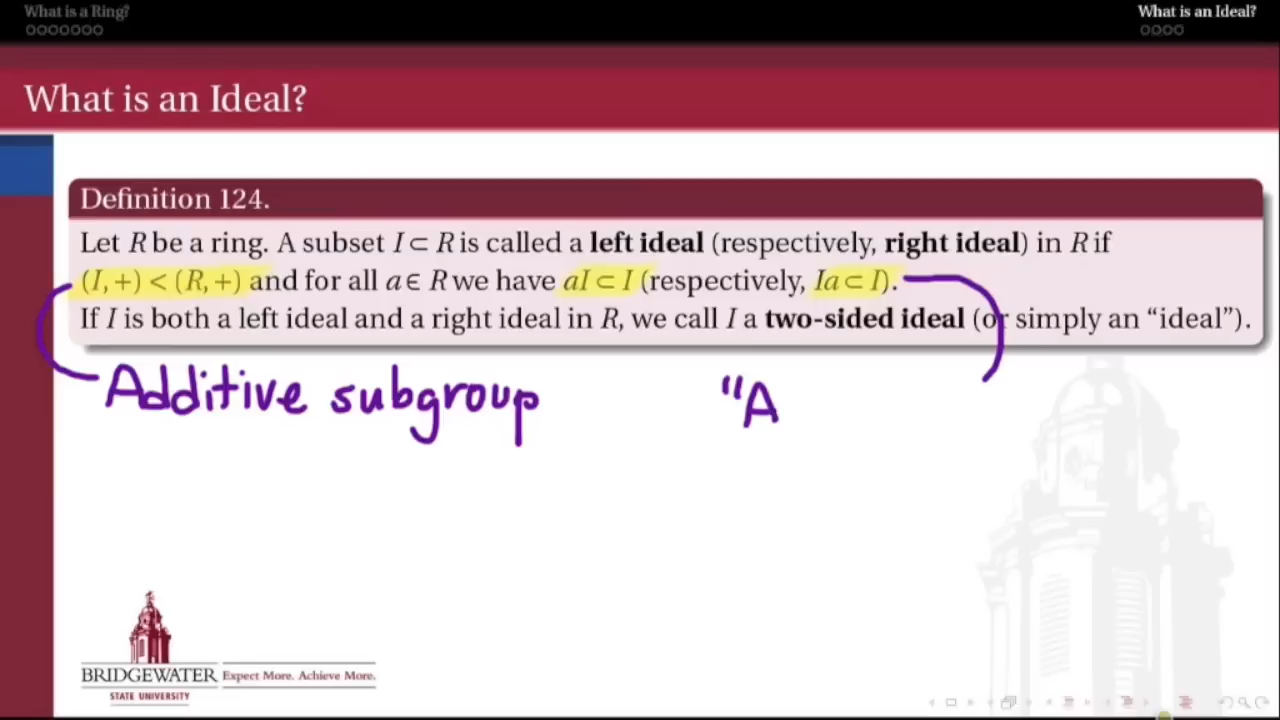 What is a Ring?
What is an Ideal?
What is an Ideal?
Definition 124.
Let R be a ring. A subset I ⊂ R is called a left ideal (respectively, right ideal) in R if
(I, +) < (R, +) and for all a ∈ R we have aI ⊂ I (respectively, Ia ⊂ I).
If I is both a left ideal and a right ideal in R, we call I a two-sided ideal (or simply an “ideal”).
Additive subgroup "A
BRIDGEWATER Expect More. Achieve More.
STATE UNIVERSITY